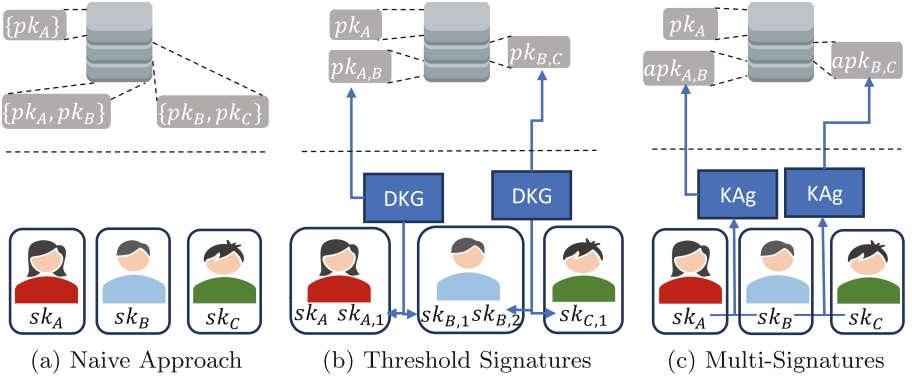 {pk_A}
{pk_A, pk_B}
{pk_B, pk_C}
sk_A
sk_B
sk_C
(a) Naive Approach
pk_A
pk_{A,B}
pk_{B,C}
DKG
DKG
sk_A sk_{A,1}
sk_{B,1} sk_{B,2}
sk_{C,1}
(b) Threshold Signatures
pk_A
apk_{A,B}
apk_{B,C}
KAg
KAg
sk_A
sk_B
sk_C
(c) Multi-Signatures